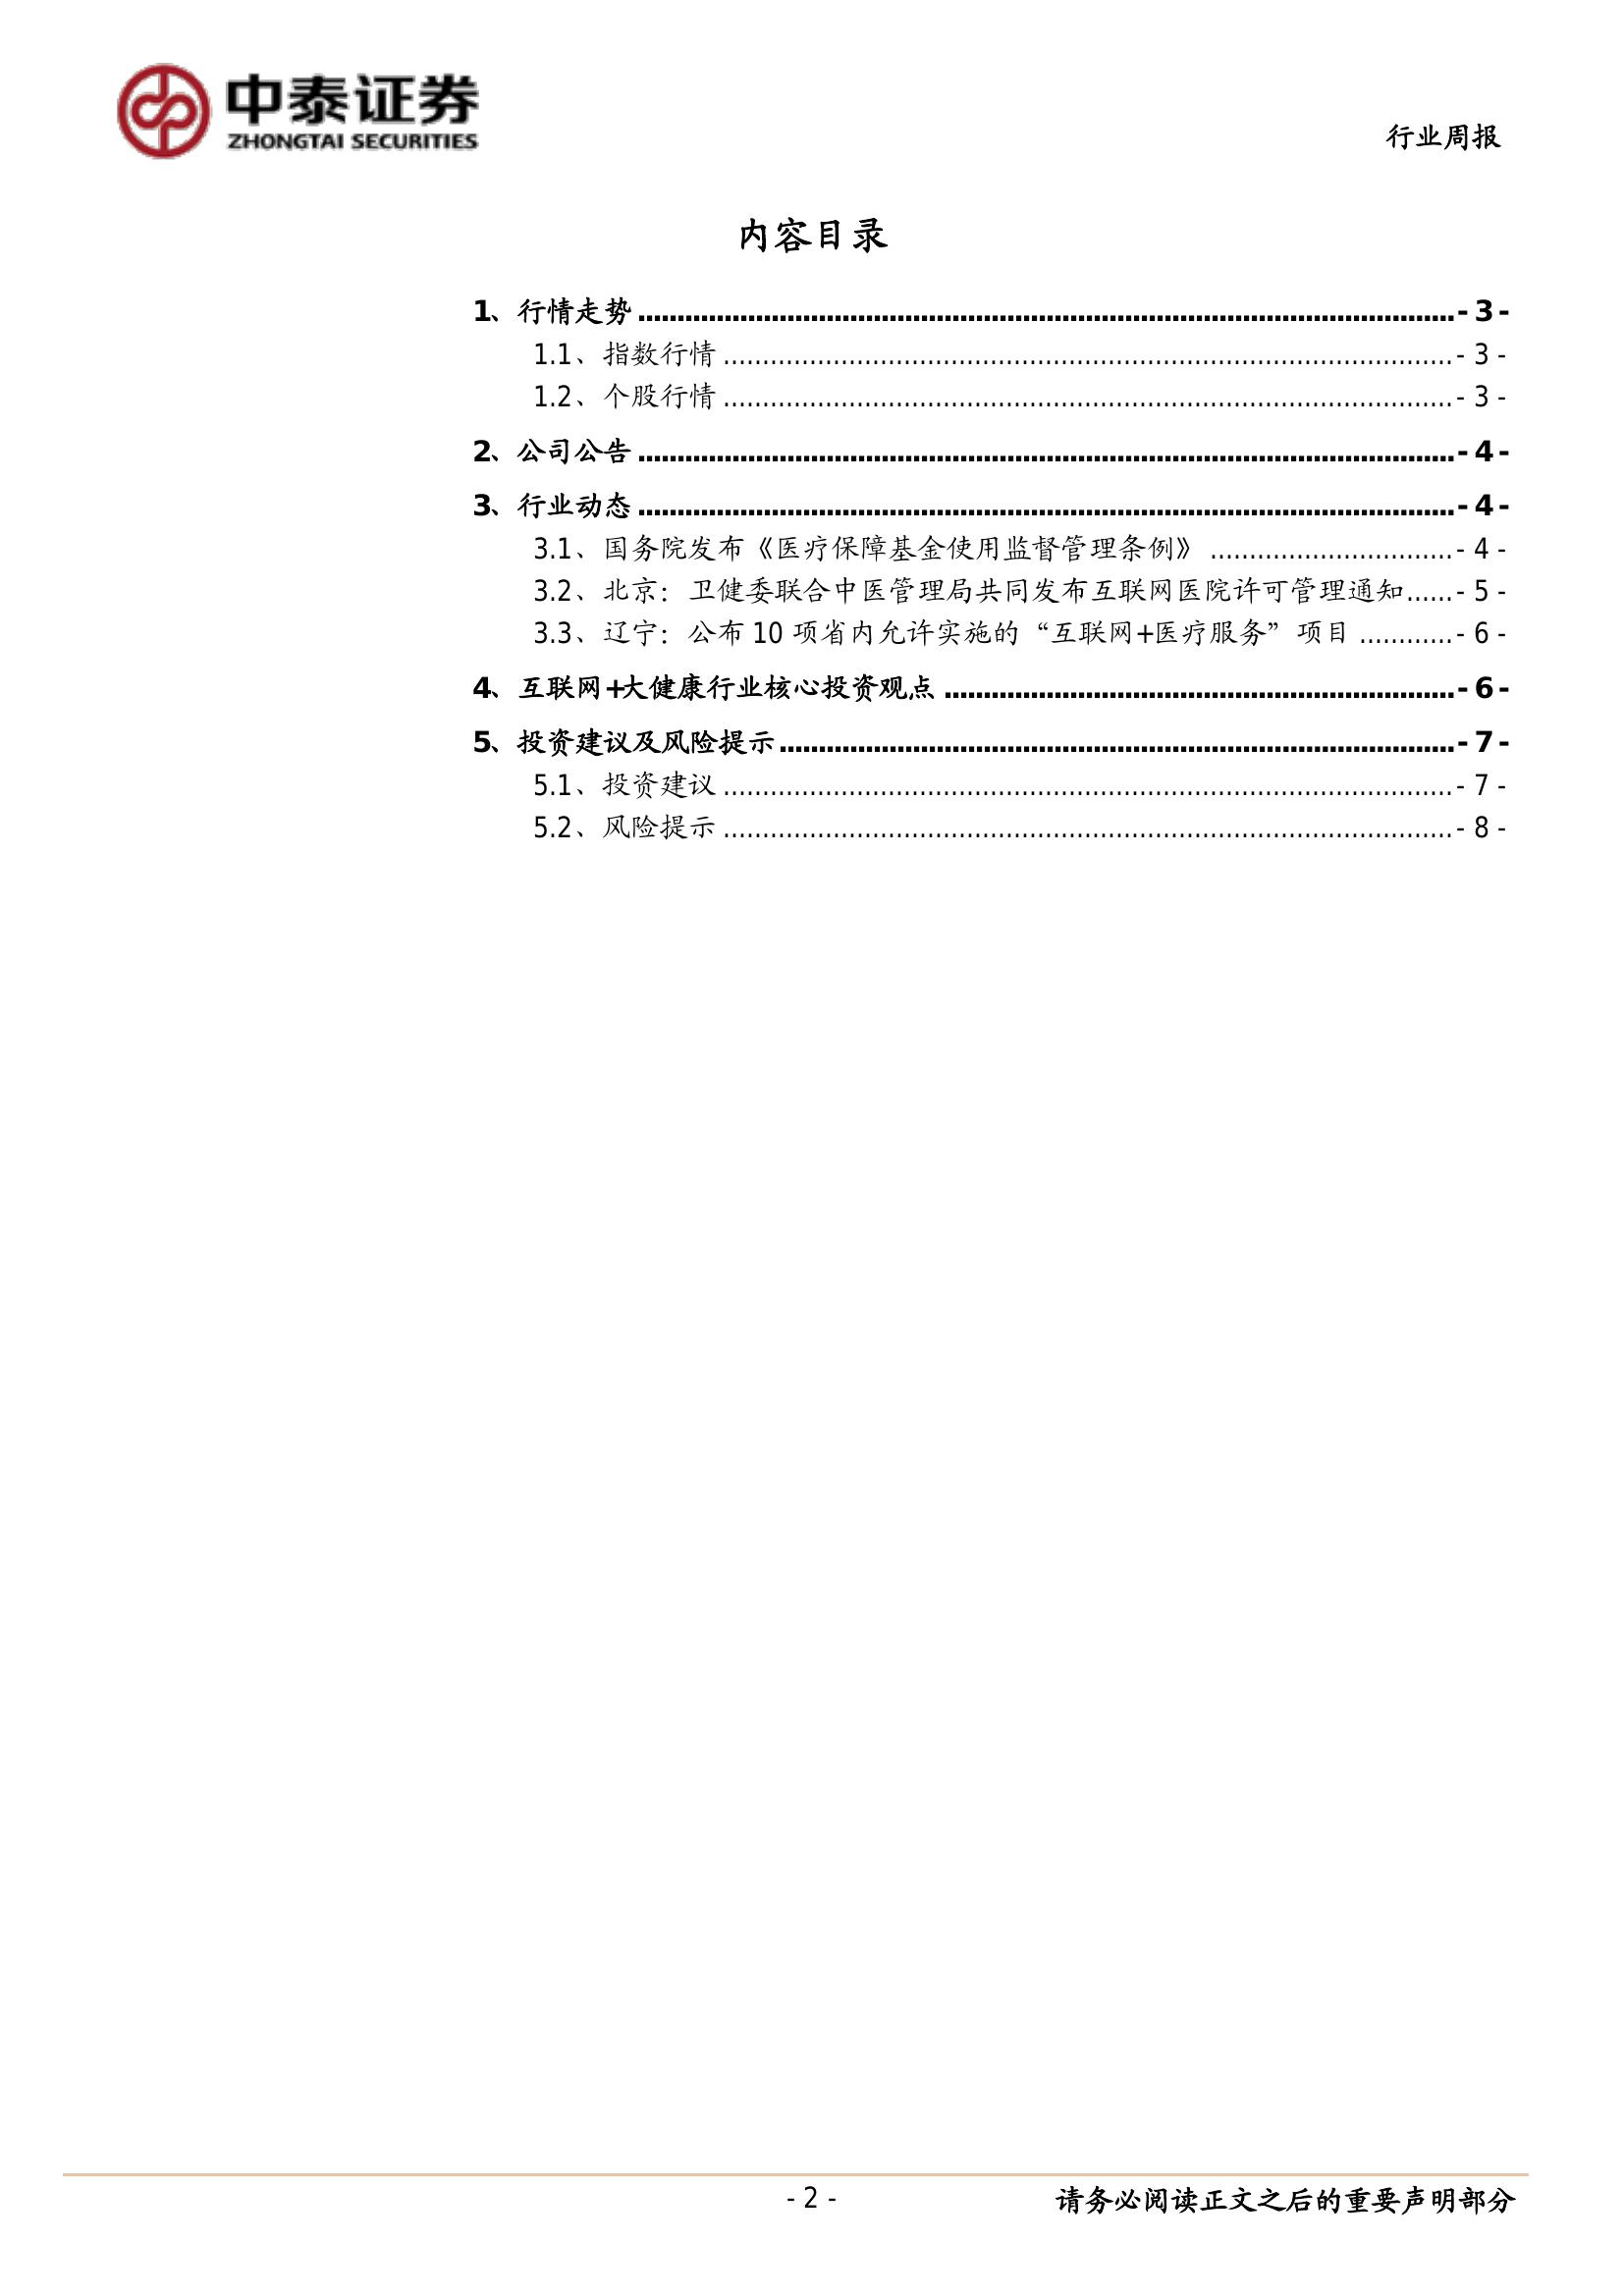 中泰证券
ZHONGTAI SECURITIES
行业周报
内容目录
1、行情走势 ........................................................ - 3 -
1.1、指数行情 ........................................................ - 3 -
1.2、个股行情 ........................................................ - 3 -
2、公司公告 ........................................................ - 4 -
3、行业动态 ........................................................ - 4 -
3.1、国务院发布《医疗保障基金使用监督管理条例》 ............................... - 4 -
3.2、北京：卫健委联合中医管理局共同发布互联网医院许可管理通知...... - 5 -
3.3、辽宁：公布 10 项省内允许实施的“互联网+医疗服务”项目 ............ - 6 -
4、互联网+大健康行业核心投资观点 ........................................ - 6 -
5、投资建议及风险提示 ................................................ - 7 -
5.1、投资建议 ........................................................ - 7 -
5.2、风险提示 ........................................................ - 8 -
- 2 -
请务必阅读正文之后的重要声明部分